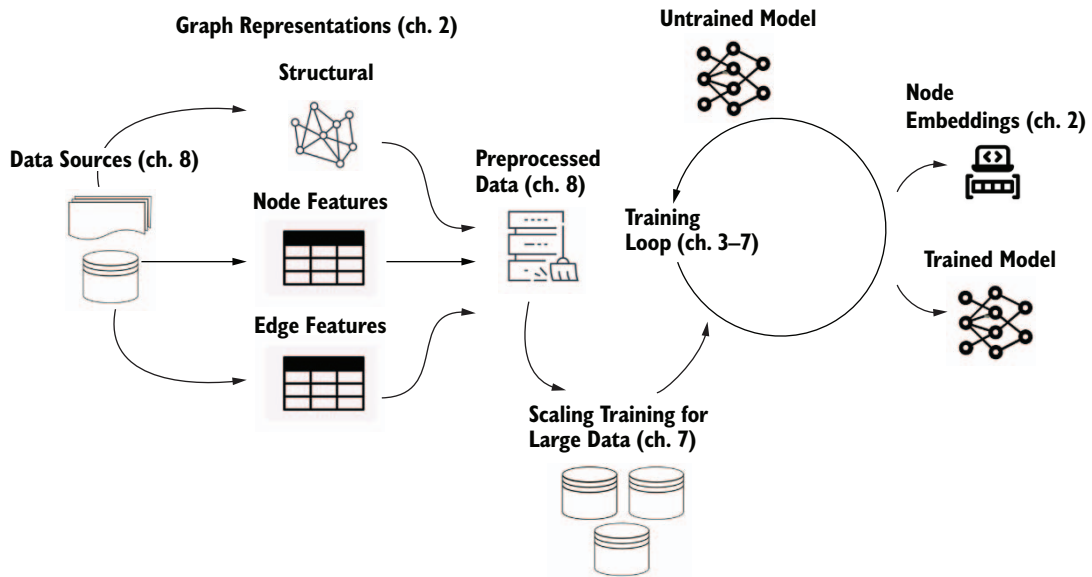 Graph Representations (ch. 2)
Structural
Data Sources (ch. 8)
Node Features
Edge Features
Preprocessed
Data (ch. 8)
Scaling Training for
Large Data (ch. 7)
Untrained Model
Training
Loop (ch. 3–7)
Node
Embeddings (ch. 2)
Trained Model